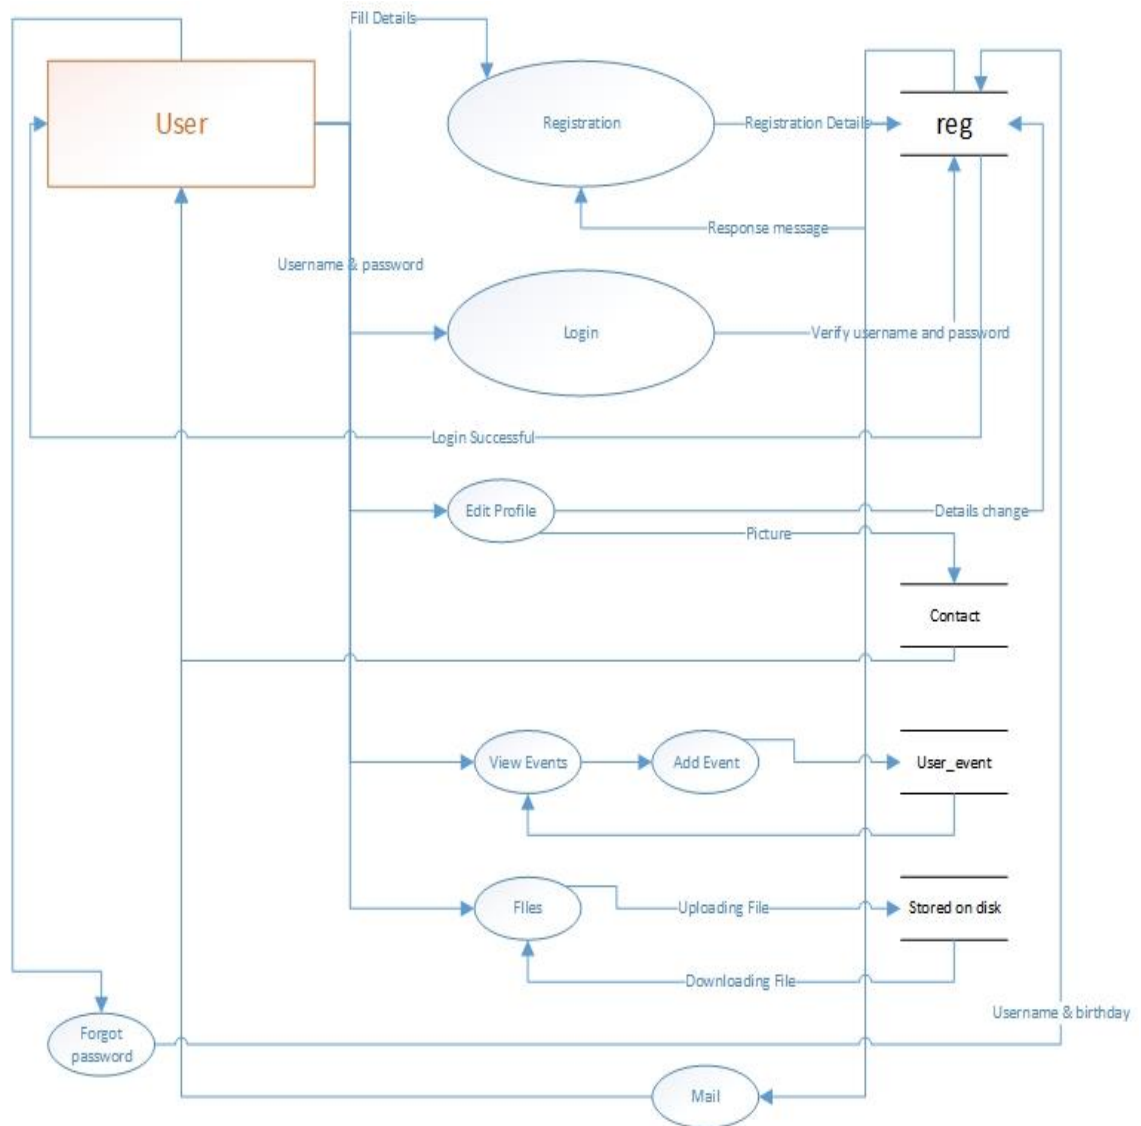 Fill Details
User
Registration
Registration Details
reg
Response message
Username & password
Login
Verify username and password
Login Successful
Edit Profile
Details change
Picture
Contact
View Events
Add Event
User_event
FIles
Uploading File
Stored on disk
Downloading File
Username & birthday
Forgot
password
Mail